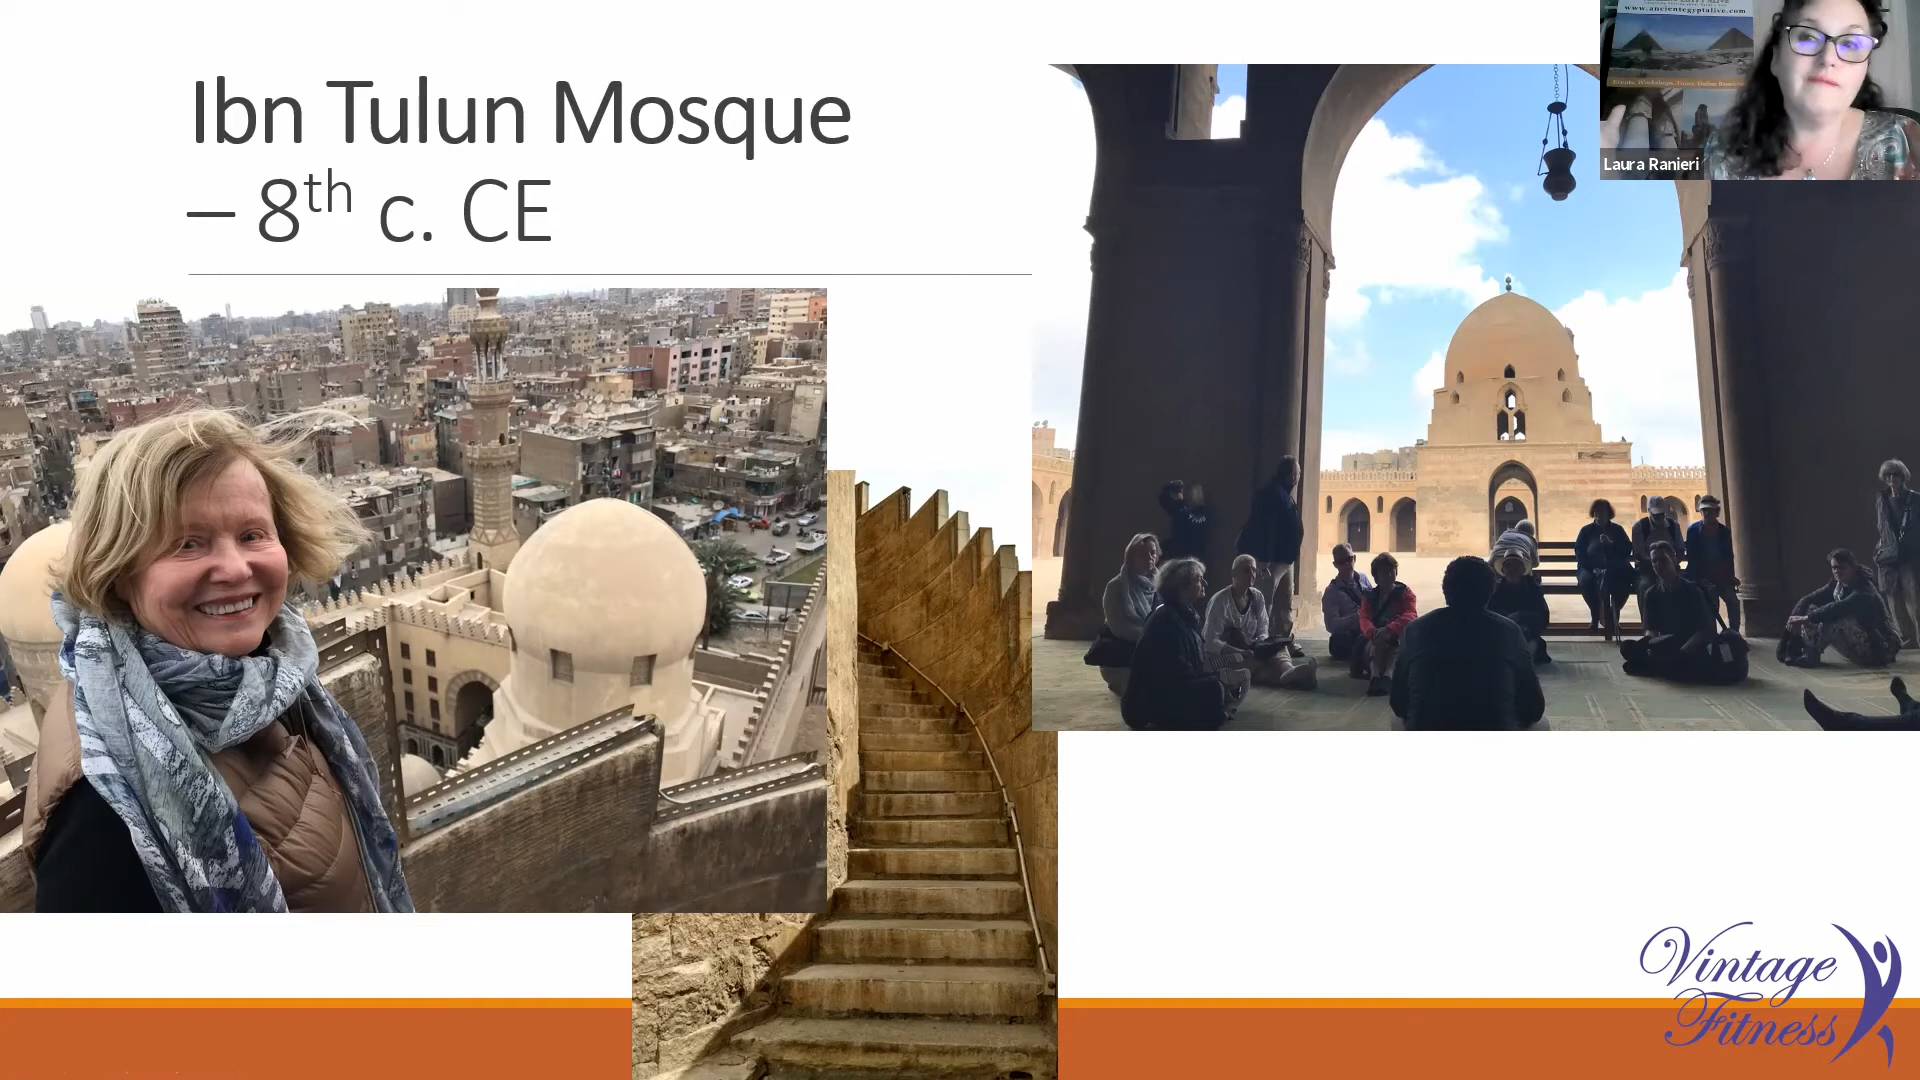 Ibn Tulun Mosque
– 8th c. CE
www.ancientegyptalive.com
Laura Ranieri
Vintage
Fitness